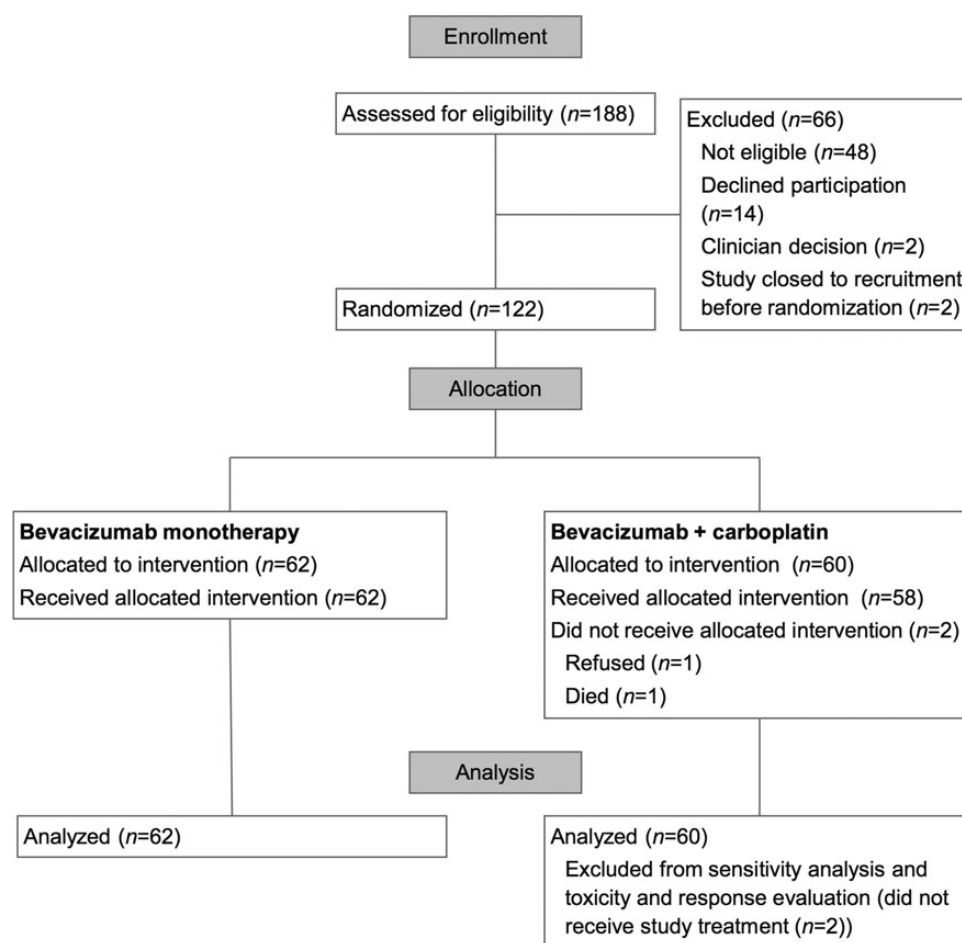 Enrollment
Assessed for eligibility (n=188)
Excluded (n=66)
Not eligible (n=48)
Declined participation
(n=14)
Clinician decision (n=2)
Study closed to recruitment
before randomization (n=2)
Randomized (n=122)
Allocation
Bevacizumab monotherapy
Allocated to intervention (n=62)
Received allocated intervention (n=62)
Bevacizumab + carboplatin
Allocated to intervention (n=60)
Received allocated intervention (n=58)
Did not receive allocated intervention (n=2)
Refused (n=1)
Died (n=1)
Analysis
Analyzed (n=62)
Analyzed (n=60)
Excluded from sensitivity analysis and
toxicity and response evaluation (did not
receive study treatment (n=2))